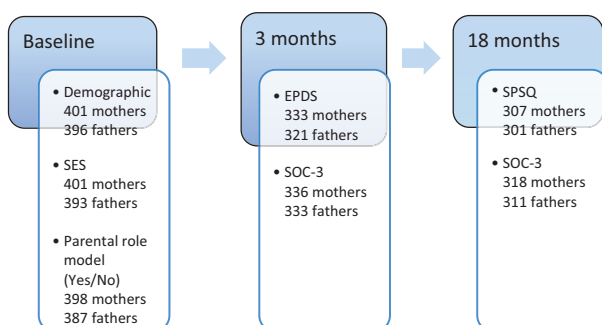 Baseline
• Demographic
401 mothers
396 fathers
• SES
401 mothers
393 fathers
• Parental role
model
(Yes/No)
398 mothers
387 fathers
3 months
• EPDS
333 mothers
321 fathers
• SOC-3
336 mothers
333 fathers
18 months
• SPSQ
307 mothers
301 fathers
• SOC-3
318 mothers
311 fathers